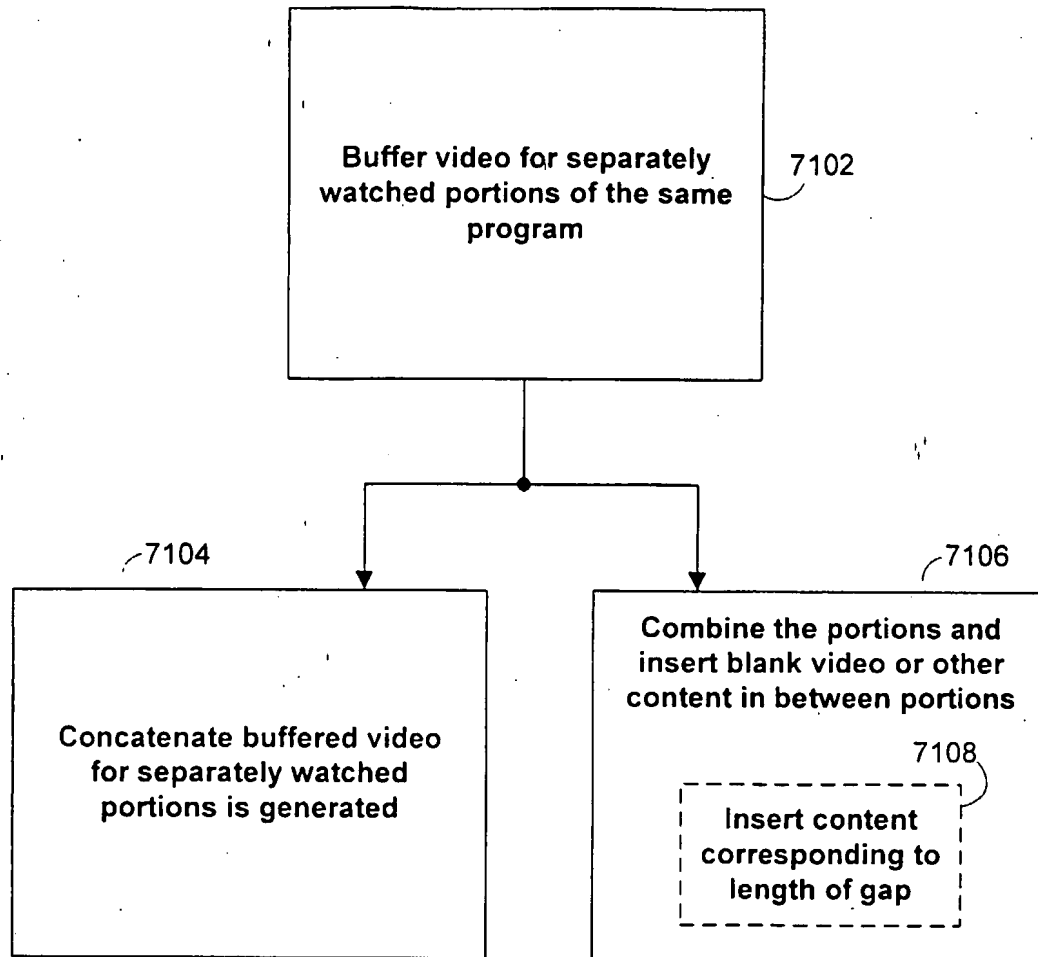 Buffer video for separately
watched portions of the same
program
7102
7104
Concatenate buffered video
for separately watched
portions is generated
7106
Combine the portions and
insert blank video or other
content in between portions
7108
Insert content
corresponding to
length of gap